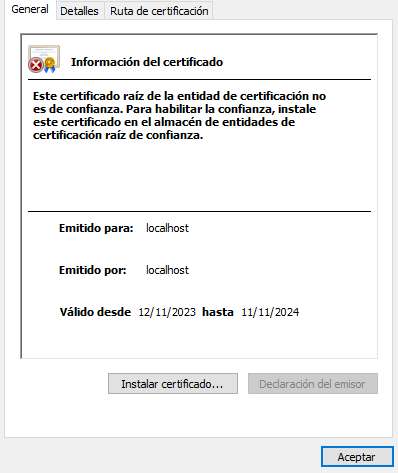 General Detalles Ruta de certificación
Información del certificado
Este certificado raíz de la entidad de certificación no
es de confianza. Para habilitar la confianza, instale
este certificado en el almacén de entidades de
certificación raíz de confianza.
Emitido para: localhost
Emitido por: localhost
Válido desde 12/11/2023 hasta 11/11/2024
Instalar certificado... Declaración del emisor
Aceptar